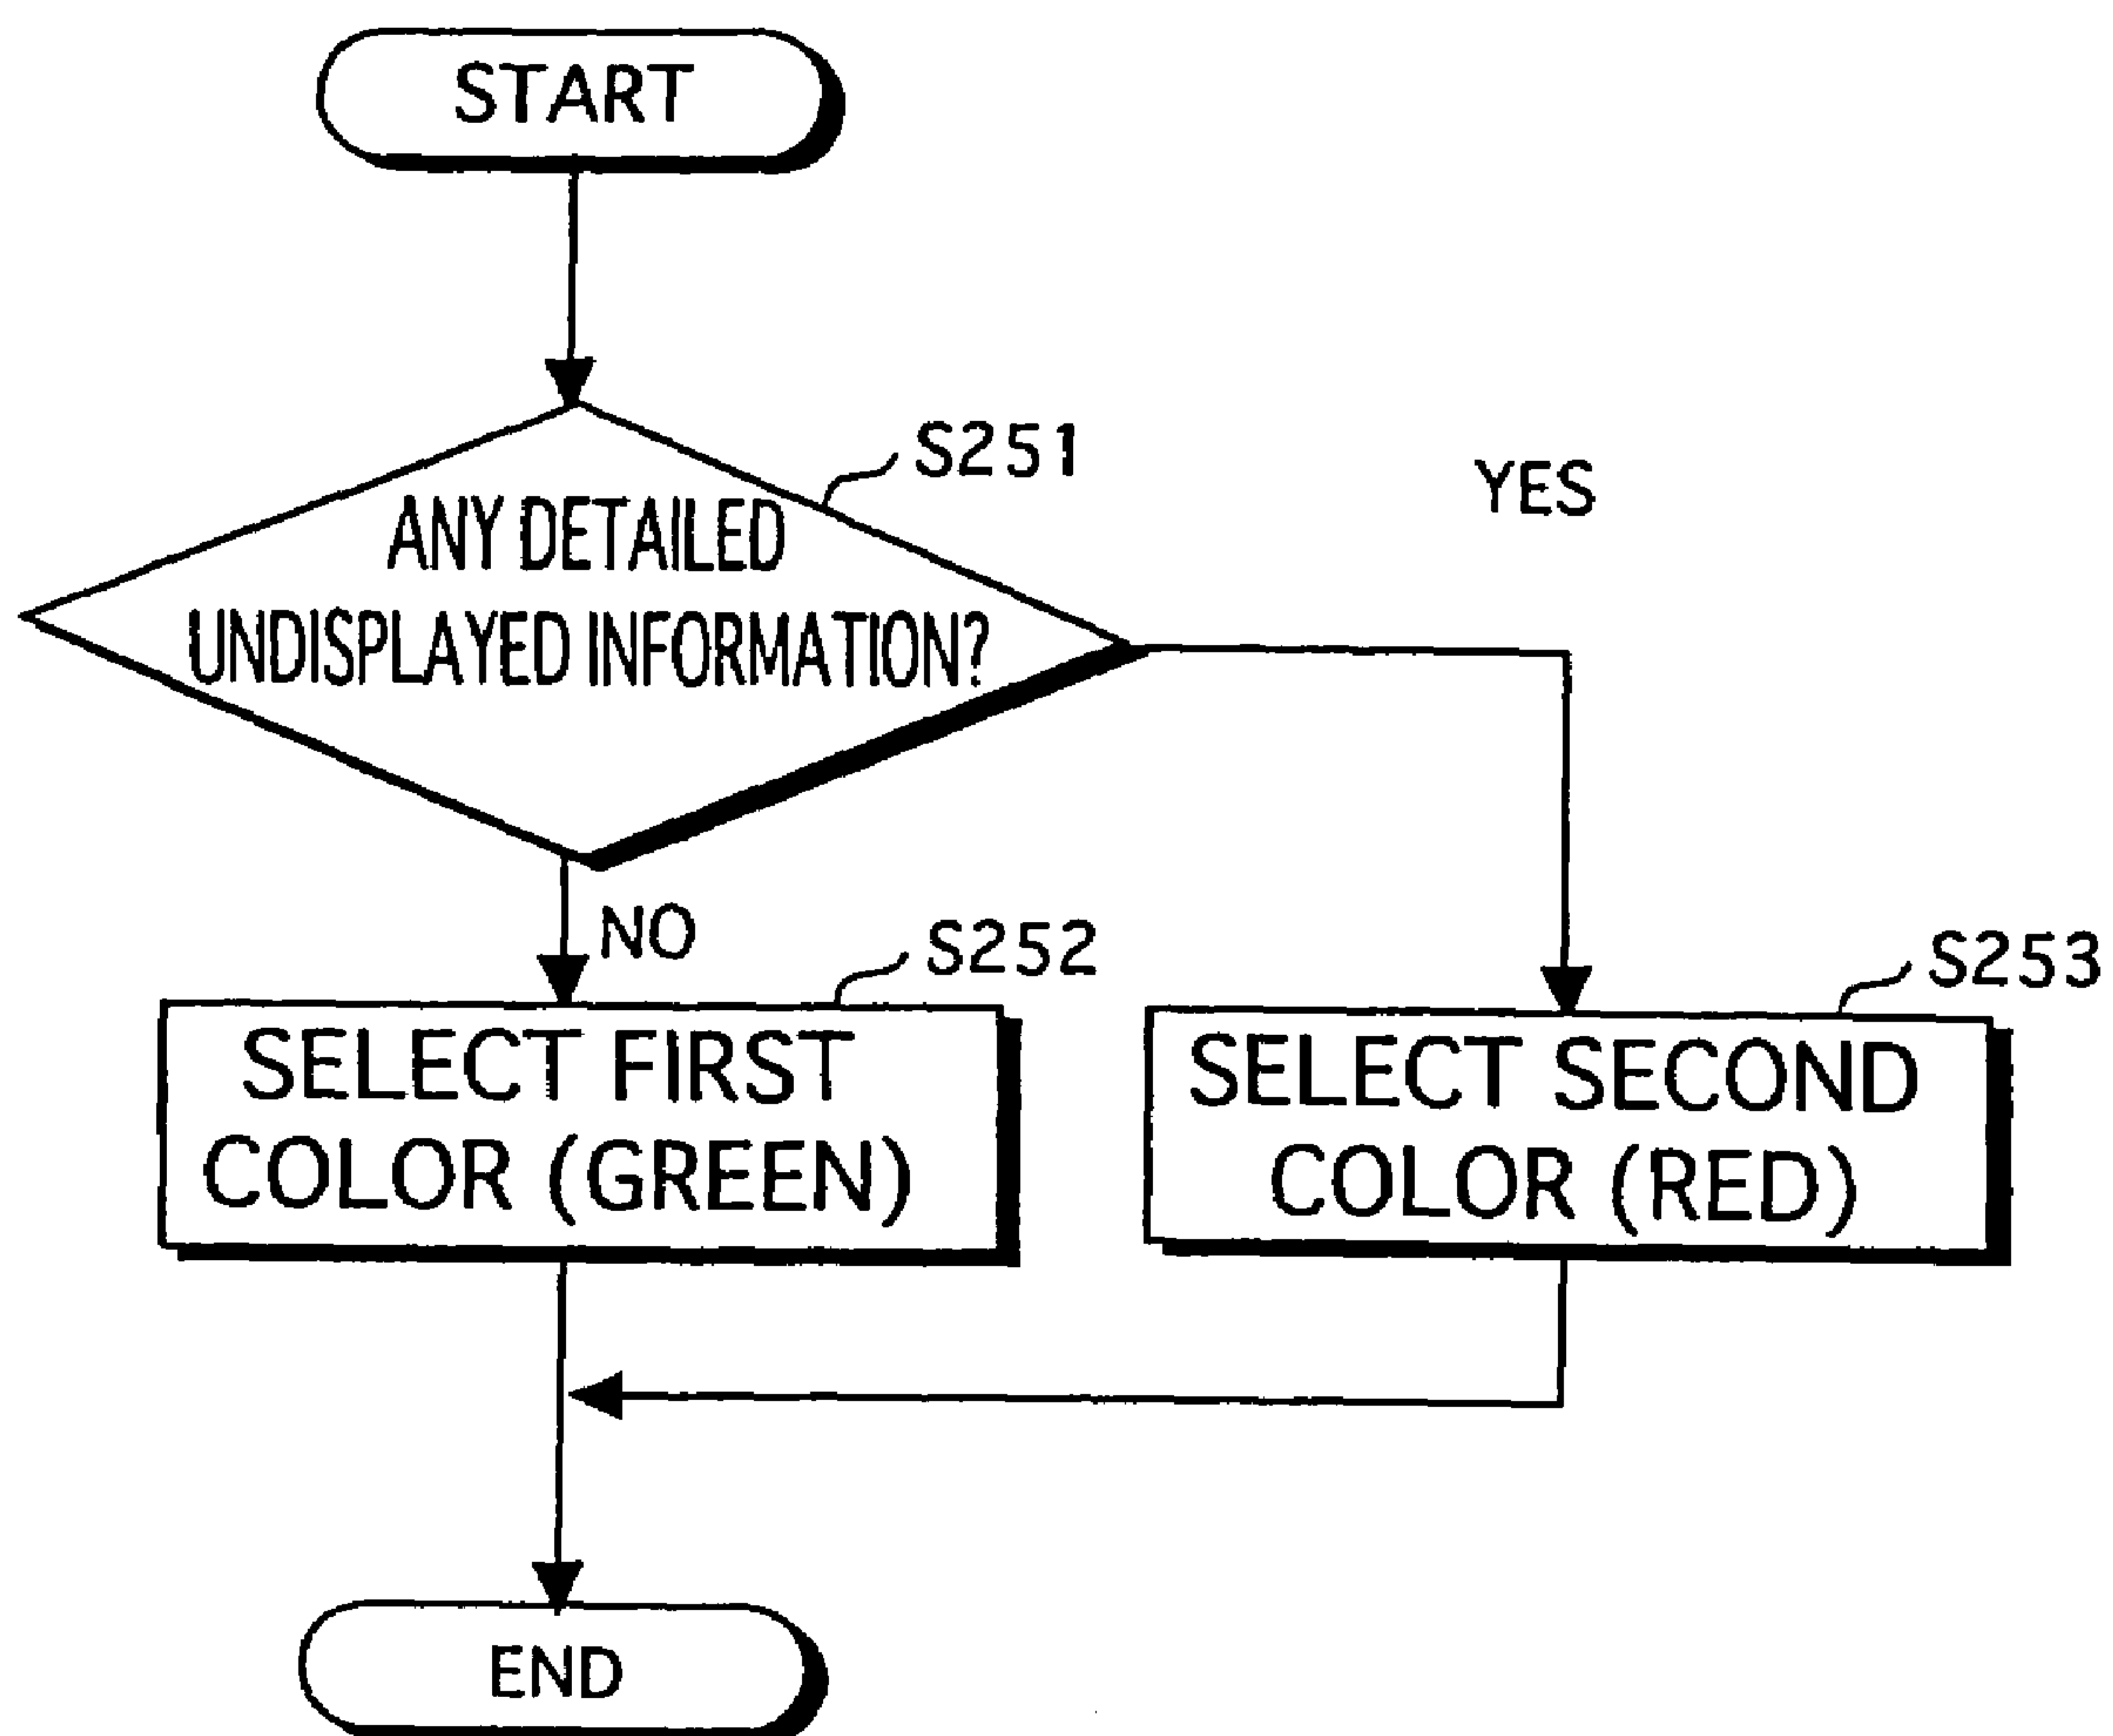 START
S251
YES
ANY DETAILED
UNDISPLAYED INFORMATION?
NO
S252
S253
SELECT FIRST
COLOR (GREEN)
SELECT SECOND
COLOR (RED)
END